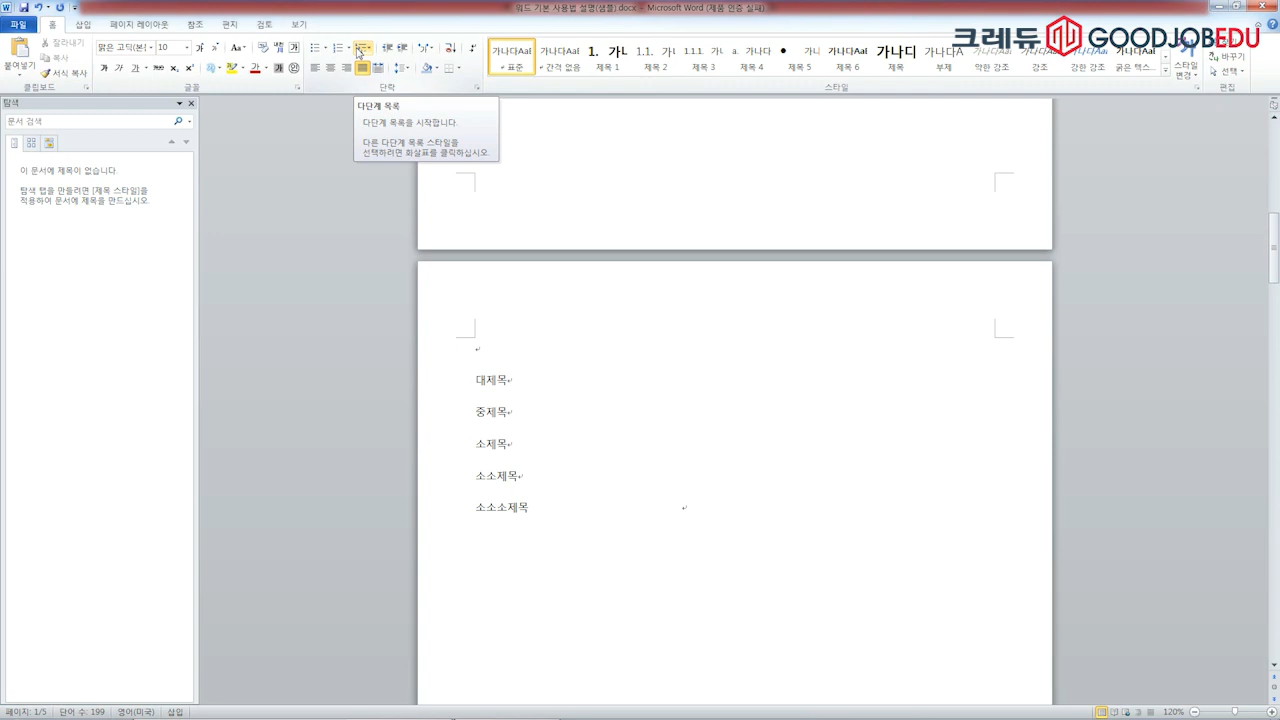 워드 기본 사용법 설명(샘플).docx - Microsoft Word (제품 인증 실패)
파일 홈 삽입 페이지 레이아웃 참조 편지 검토 보기
크레듀 GOODJOBEDU
붙여넣기
잘라내기
복사
서식 복사
클립보드
맑은 고딕(본 10
글꼴
단락
가나다AaI 표준
가나다AaI 간격 없음
1. 가ㄴ 제목 1
1.1. 가ㅣ 제목 2
1.1.1. 가ㅣ 제목 3
a. 가나다 제목 4
가니 제목 5
가나다AaI 제목 6
가나디 제목
가나다A 부제
약한 강조
강조
강한 강조
굵은 텍스...
스타일 변경
스타일
바꾸기
선택
편집
다단계 목록
다단계 목록을 시작합니다.
다른 다단계 목록 스타일을
선택하려면 화살표를 클릭하십시오.
탐색
문서 검색
이 문서에 제목이 없습니다.
탐색 탭을 만들려면 [제목 스타일]을
적용하여 문서에 제목을 만드십시오.
대제목
중제목
소제목
소소제목
소소소제목
페이지: 1/5 단어 수: 199 영어(미국) 삽입 120%